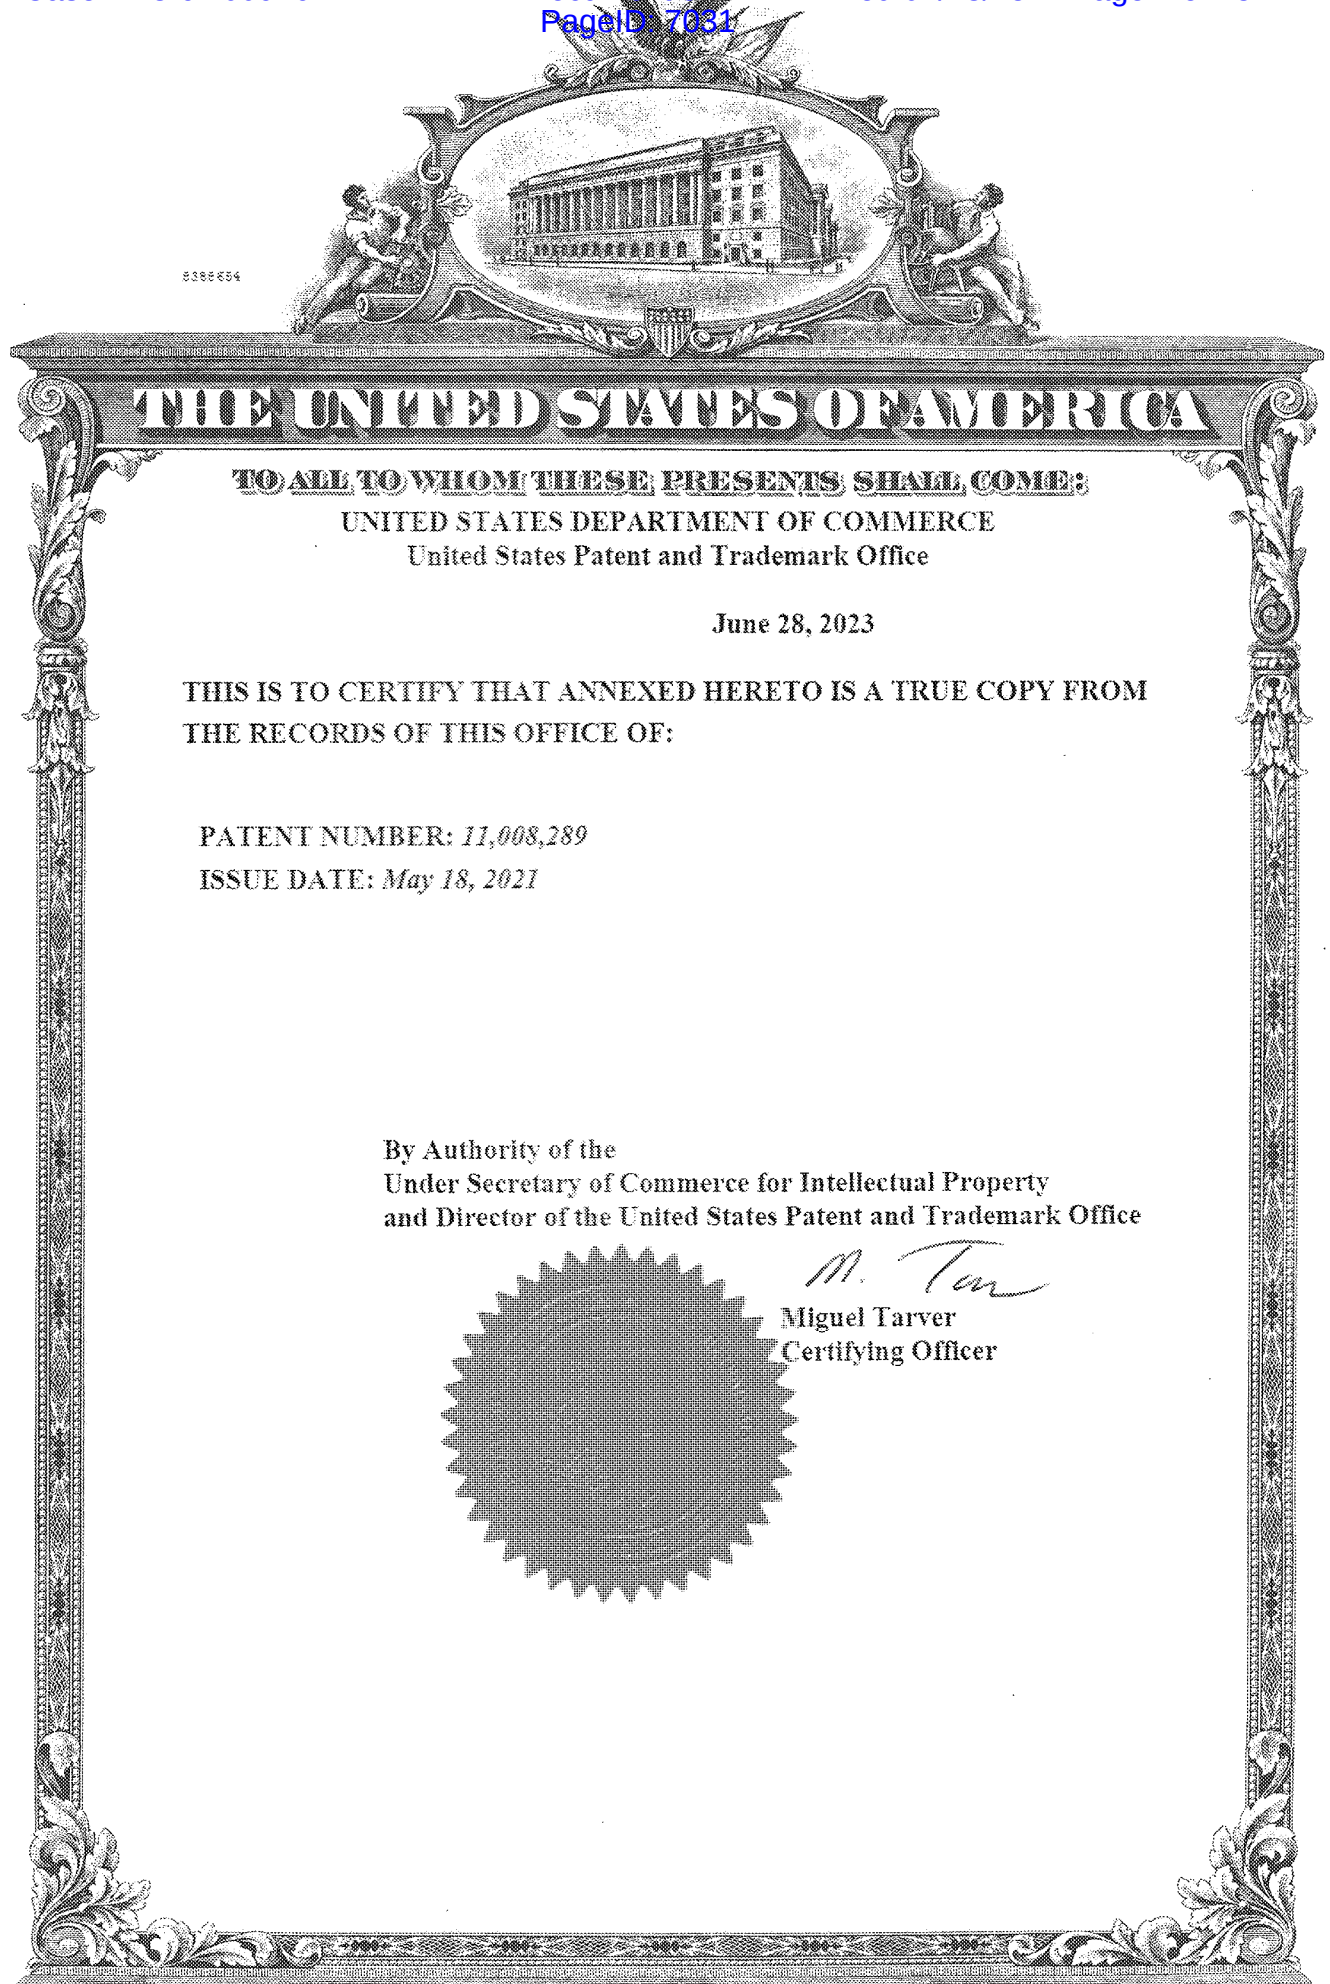 PageID: 7031
8388654
THE UNITED STATES OF AMERICA
TO ALL TO WHOM THESE PRESENTS SHALL COME:
UNITED STATES DEPARTMENT OF COMMERCE
United States Patent and Trademark Office
June 28, 2023
THIS IS TO CERTIFY THAT ANNEXED HERETO IS A TRUE COPY FROM
THE RECORDS OF THIS OFFICE OF:
PATENT NUMBER: 11,008,289
ISSUE DATE: May 18, 2021
By Authority of the
Under Secretary of Commerce for Intellectual Property
and Director of the United States Patent and Trademark Office
M. Tarver
Miguel Tarver
Certifying Officer